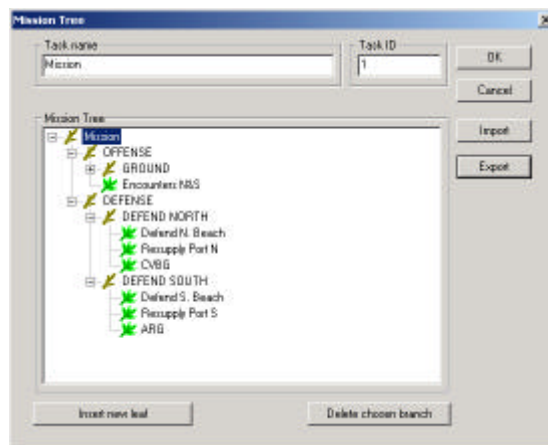 Mission Tree
Task name
Task ID
Mission
1
OK
Cancel
Import
Export
Mission Tree
Mission
OFFENSE
GROUND
Encounters N&S
DEFENSE
DEFEND NORTH
Defend N. Beach
Resupply Port N
CVBG
DEFEND SOUTH
Defend S. Beach
Resupply Port S
ARG
Insert new leaf
Delete chosen branch